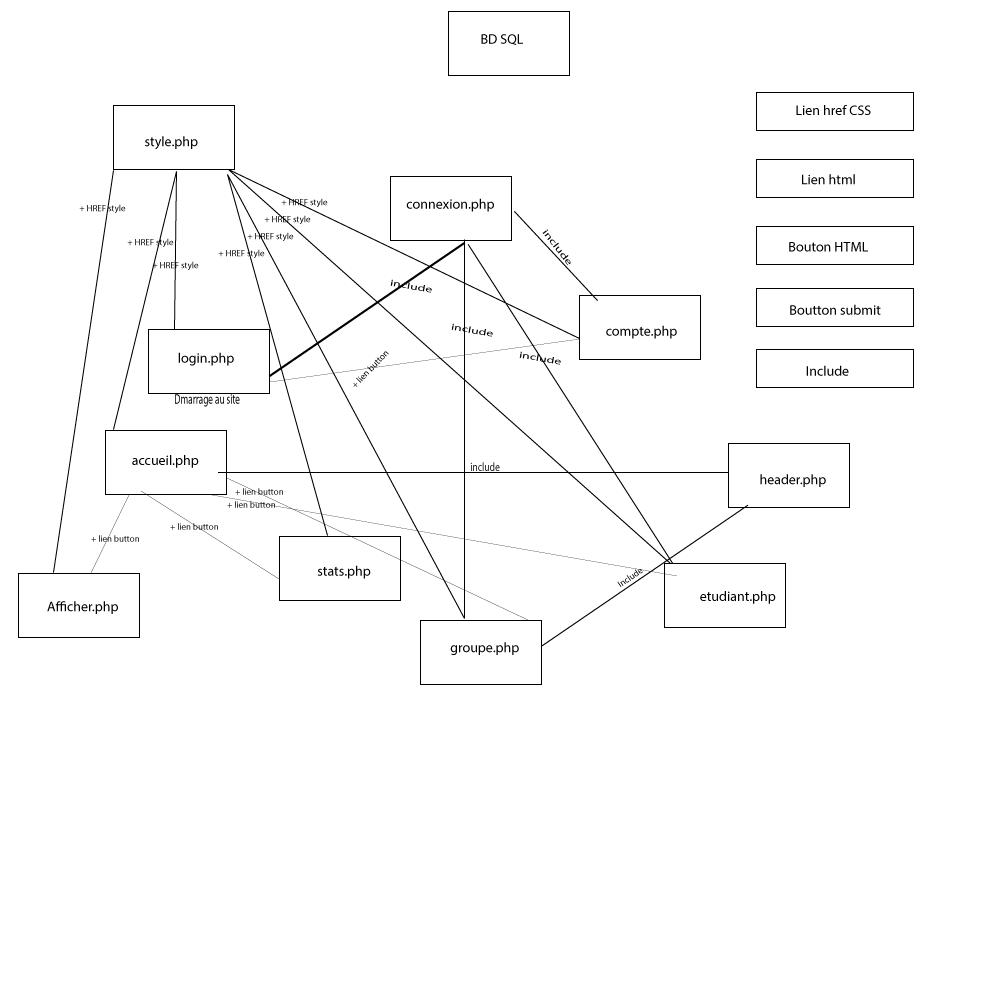 BD SQL
Lien href CSS
style.php
Lien html
connexion.php
+ HREF style
+ HREF style
+ HREF style
+ HREF style
+ HREF style
+ HREF style
+ HREF style
include
Bouton HTML
include
Boutton submit
include
compte.php
login.php
include
+ lien button
Include
Dmarrage au site
accueil.php
include
header.php
+ lien button
+ lien button
+ lien button
+ lien button
stats.php
Include
etudiant.php
Afficher.php
groupe.php